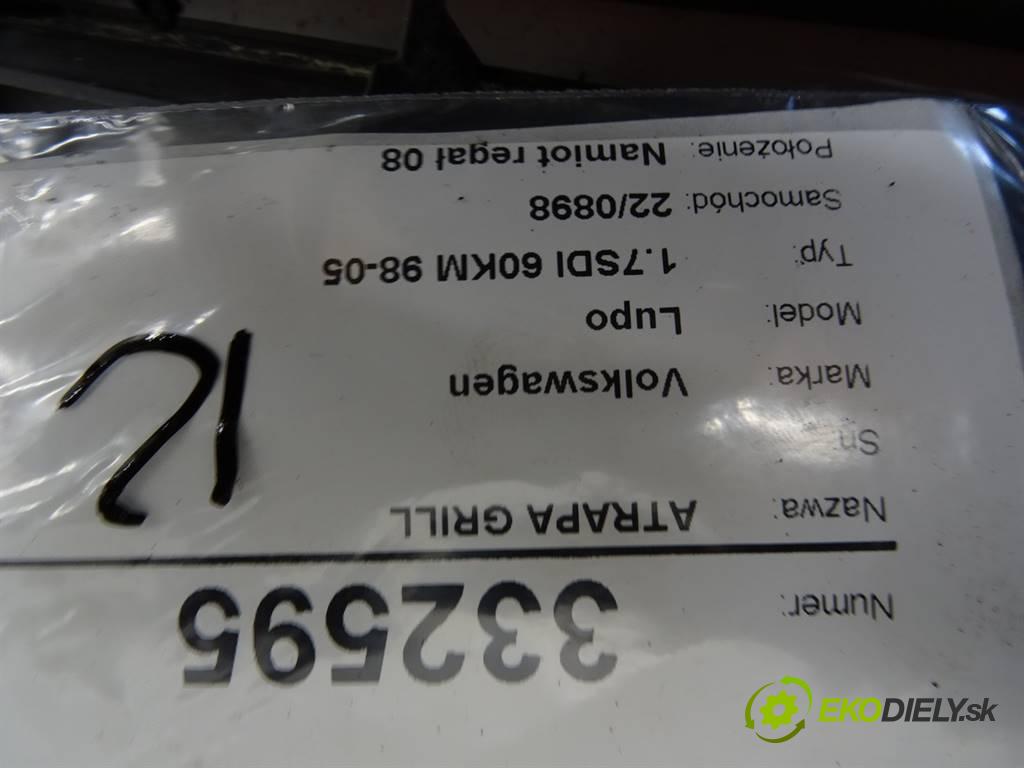 Numer: 332595
Nazwa: ATRAPA GRILL
Sn:
Marka: Volkswagen
Model: Lupo
Typ: 1.7SDI 60KM 98-05
Samochód: 22/0898
Położenie: Namiot regał 08
EKODIELY.sk